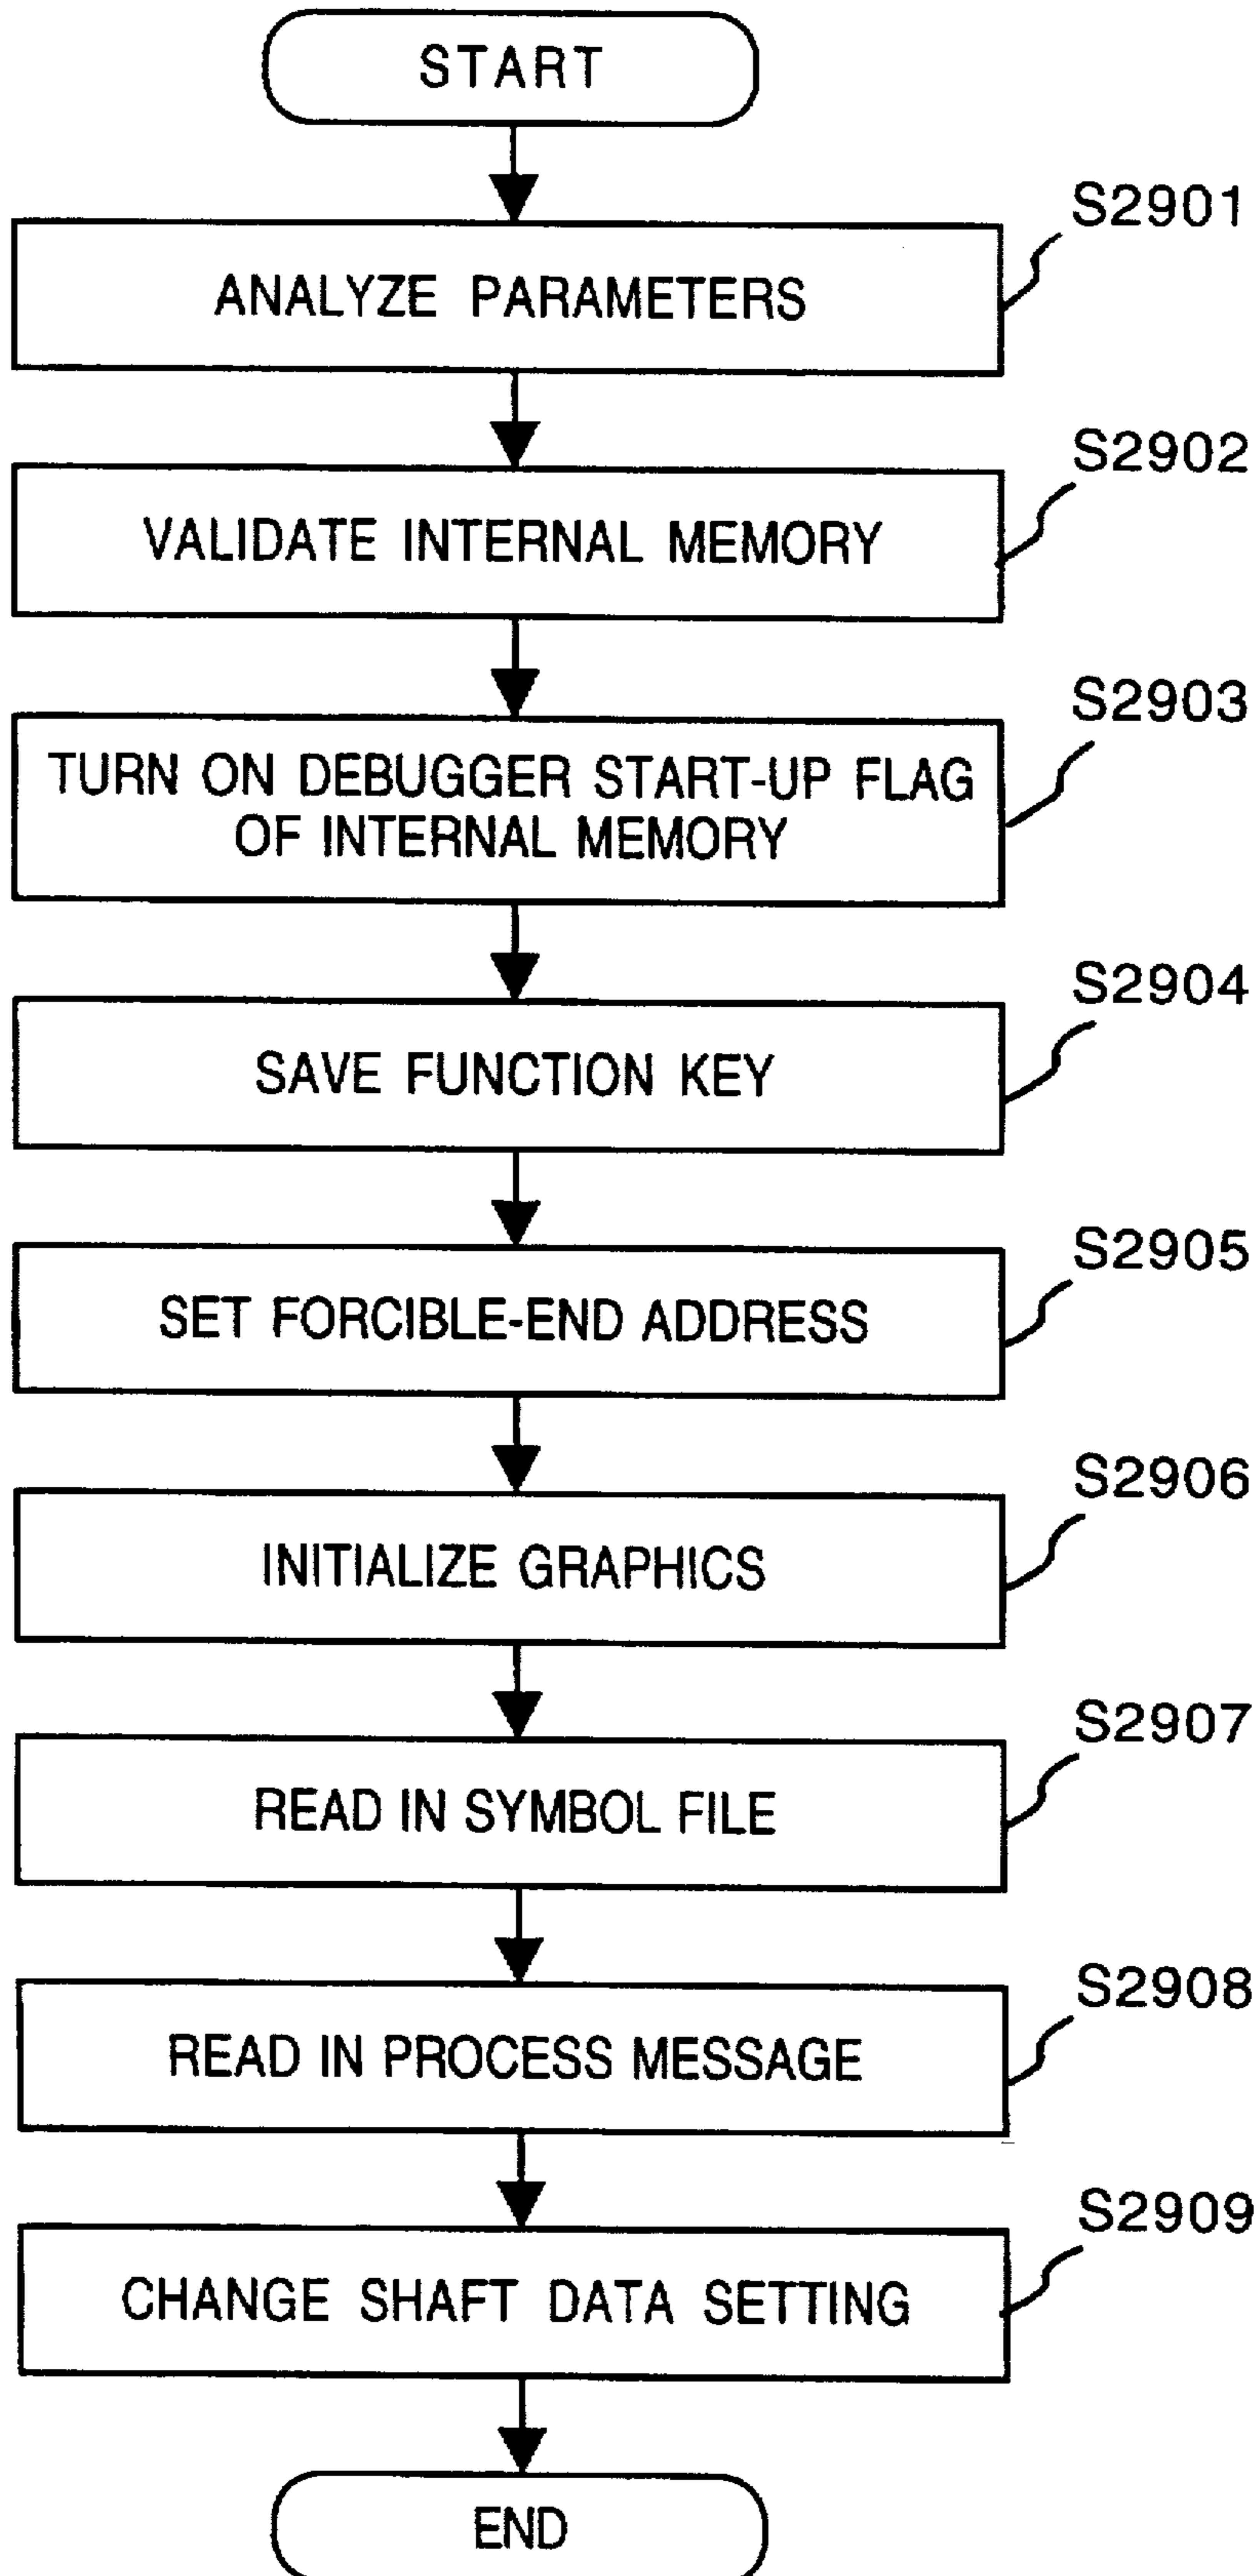 START
S2901
ANALYZE PARAMETERS
S2902
VALIDATE INTERNAL MEMORY
S2903
TURN ON DEBUGGER START-UP FLAG
OF INTERNAL MEMORY
S2904
SAVE FUNCTION KEY
S2905
SET FORCIBLE-END ADDRESS
S2906
INITIALIZE GRAPHICS
S2907
READ IN SYMBOL FILE
S2908
READ IN PROCESS MESSAGE
S2909
CHANGE SHAFT DATA SETTING
END